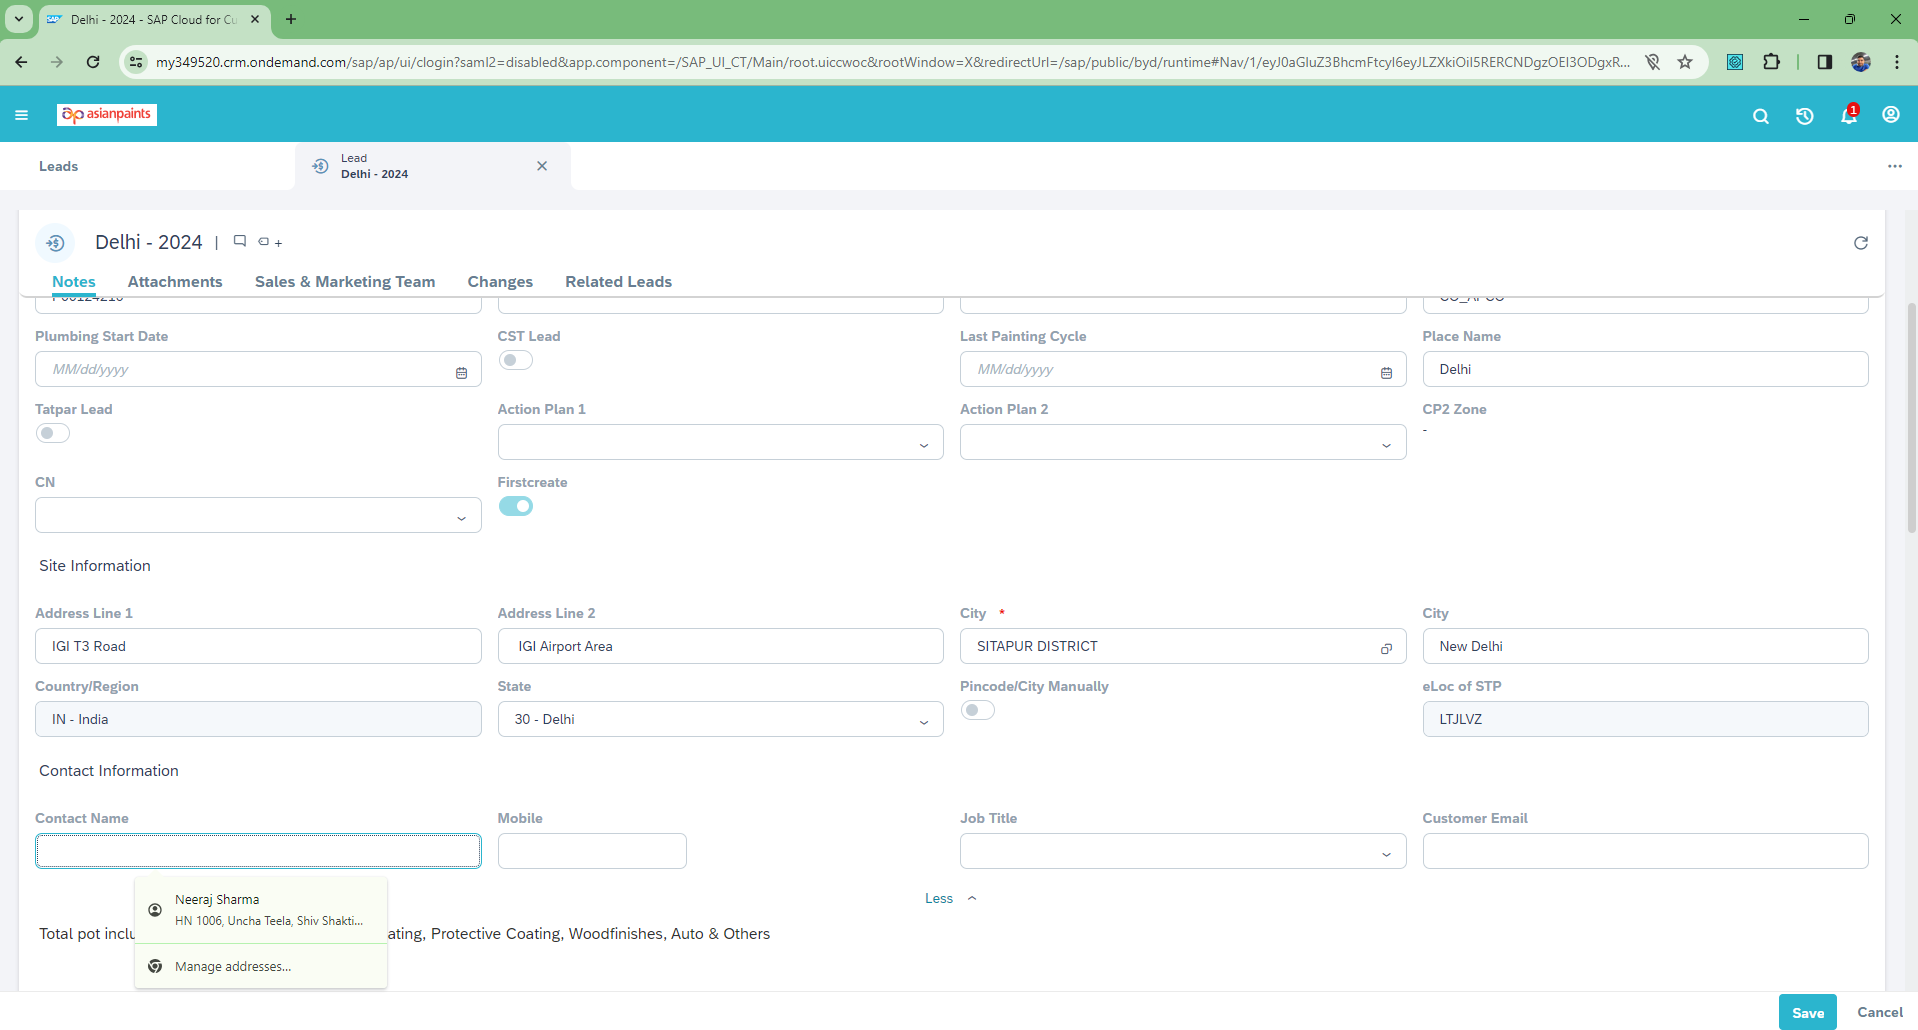 Delhi - 2024 - SAP Cloud for Cu
my349520.crm.ondemand.com/sap/ap/ui/clogin?saml2=disabled&app.component=/SAP_UI_CT/Main/root.uiccwoc&rootWindow=X&redirectUrl=/sap/public/byd/runtime#Nav/1/eyJ0aGluZ3BhcmFtcyI6eyJLZXkiOiI5RERCNDgzOEI3ODgxR...
asianpaints
1
Leads
Lead
Delhi - 2024
Delhi - 2024 |
Notes Attachments Sales & Marketing Team Changes Related Leads
Plumbing Start Date CST Lead Last Painting Cycle Place Name
MM/dd/yyyy MM/dd/yyyy Delhi
Tatpar Lead Action Plan 1 Action Plan 2 CP2 Zone
-
CN Firstcreate
Site Information
Address Line 1 Address Line 2 City * City
IGI T3 Road IGI Airport Area SITAPUR DISTRICT New Delhi
Country/Region State Pincode/City Manually eLoc of STP
IN - India 30 - Delhi LTJLVZ
Contact Information
Contact Name Mobile Job Title Customer Email
Neeraj Sharma
HN 1006, Uncha Teela, Shiv Shakti...
Manage addresses...
Less
Total pot inclu ating, Protective Coating, Woodfinishes, Auto & Others
Save Cancel